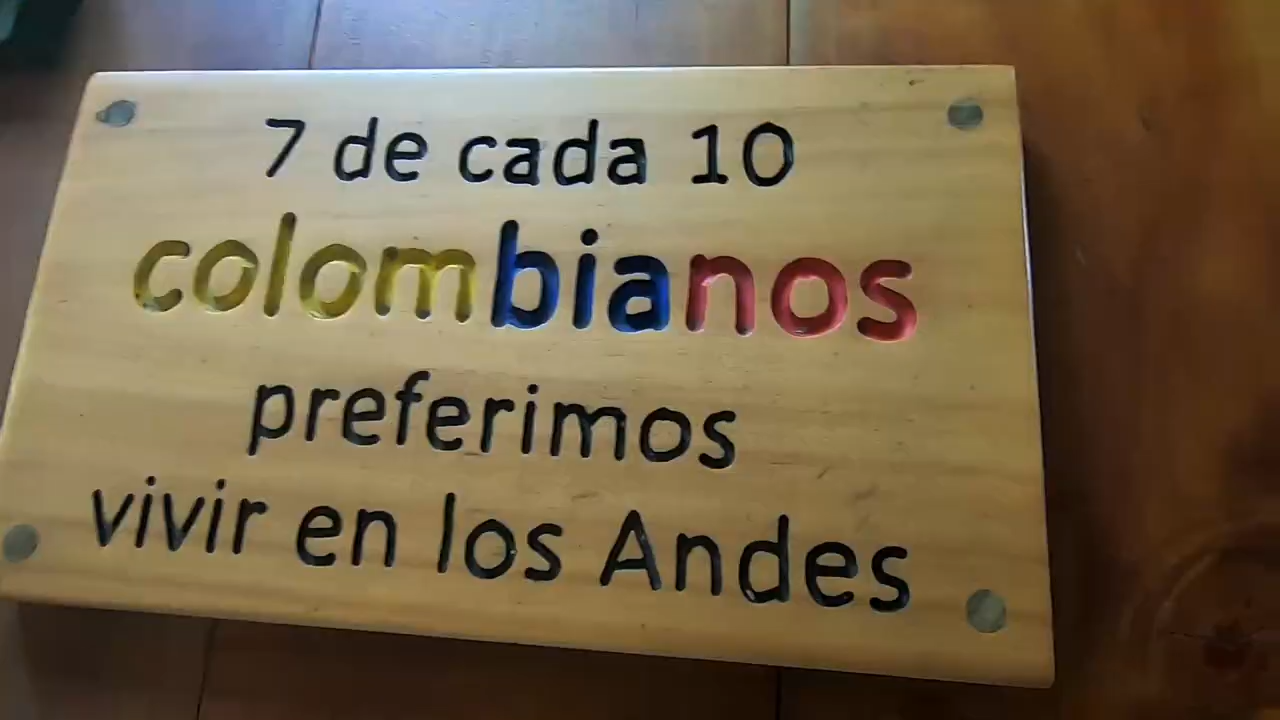 7 de cada 10
colombianos
preferimos
vivir en los Andes